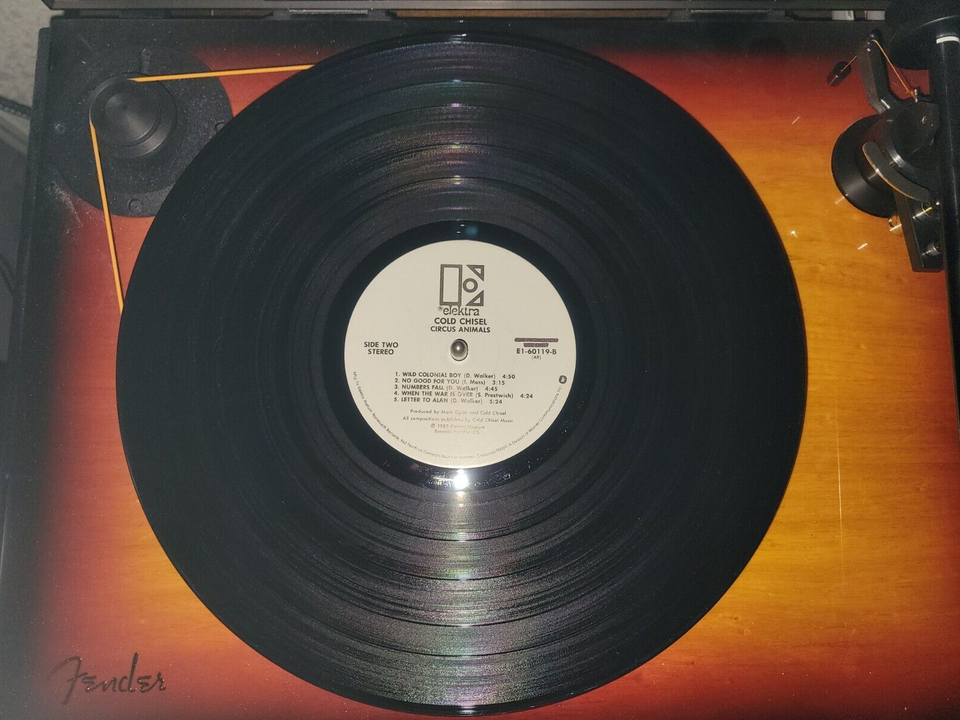 elektra
COLD CHISEL
CIRCUS ANIMALS
SIDE TWO
STEREO
E1-60119-B
(AR)
1. WILD COLONIAL BOY (D. Walker) 4:50
2. NO GOOD FOR YOU (I. Moss) 3:15
3. NUMBERS FALL (D. Walker) 4:45
4. WHEN THE WAR IS OVER (S. Prestwich) 4:24
5. LETTER TO ALAN (D. Walker) 5:24
Produced by Mark Opitz and Cold Chisel
All compositions published by Cold Chisel Music
Fender